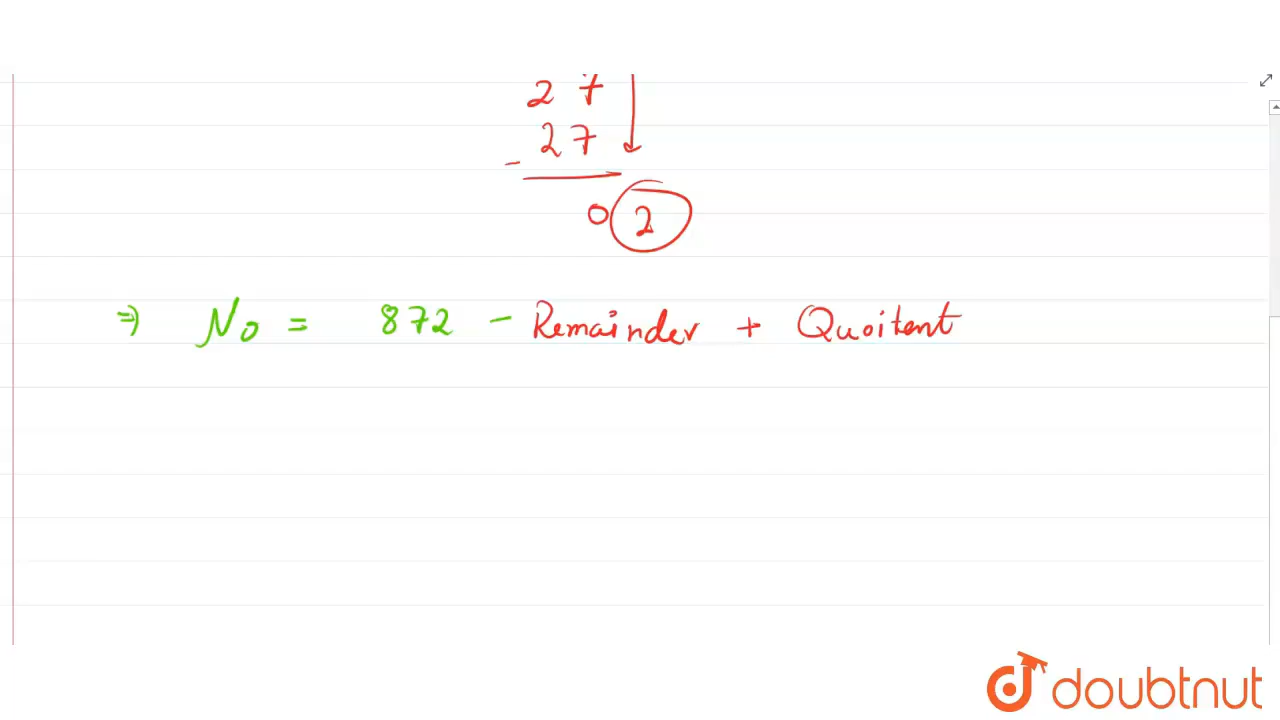 2 7
- 2 7
0 2
⇒ No = 872 - Remainder + Quoitent
doubtnut